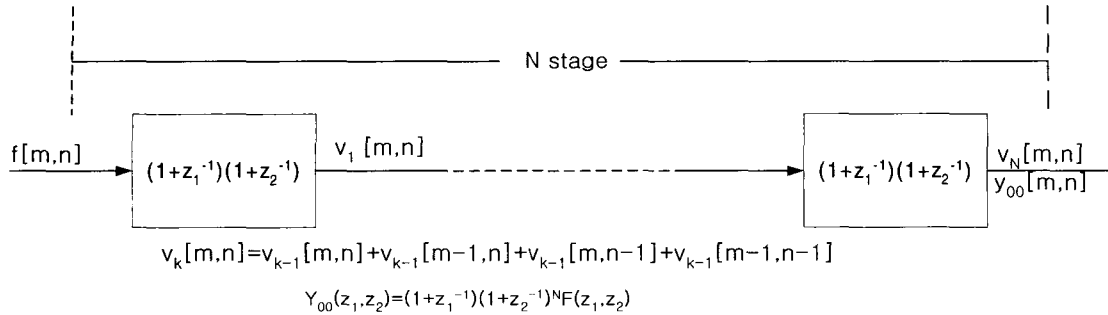 N stage
f[m,n]
(1+z₁⁻¹)(1+z₂⁻¹)
v₁ [m,n]
(1+z₁⁻¹)(1+z₂⁻¹)
v_N[m,n]
y₀₀[m,n]
vₖ[m,n]=vₖ₋₁[m,n]+vₖ₋₁[m-1,n]+vₖ₋₁[m,n-1]+vₖ₋₁[m-1,n-1]
Y₀₀(z₁,z₂)=(1+z₁⁻¹)(1+z₂⁻¹)ᴺF(z₁,z₂)